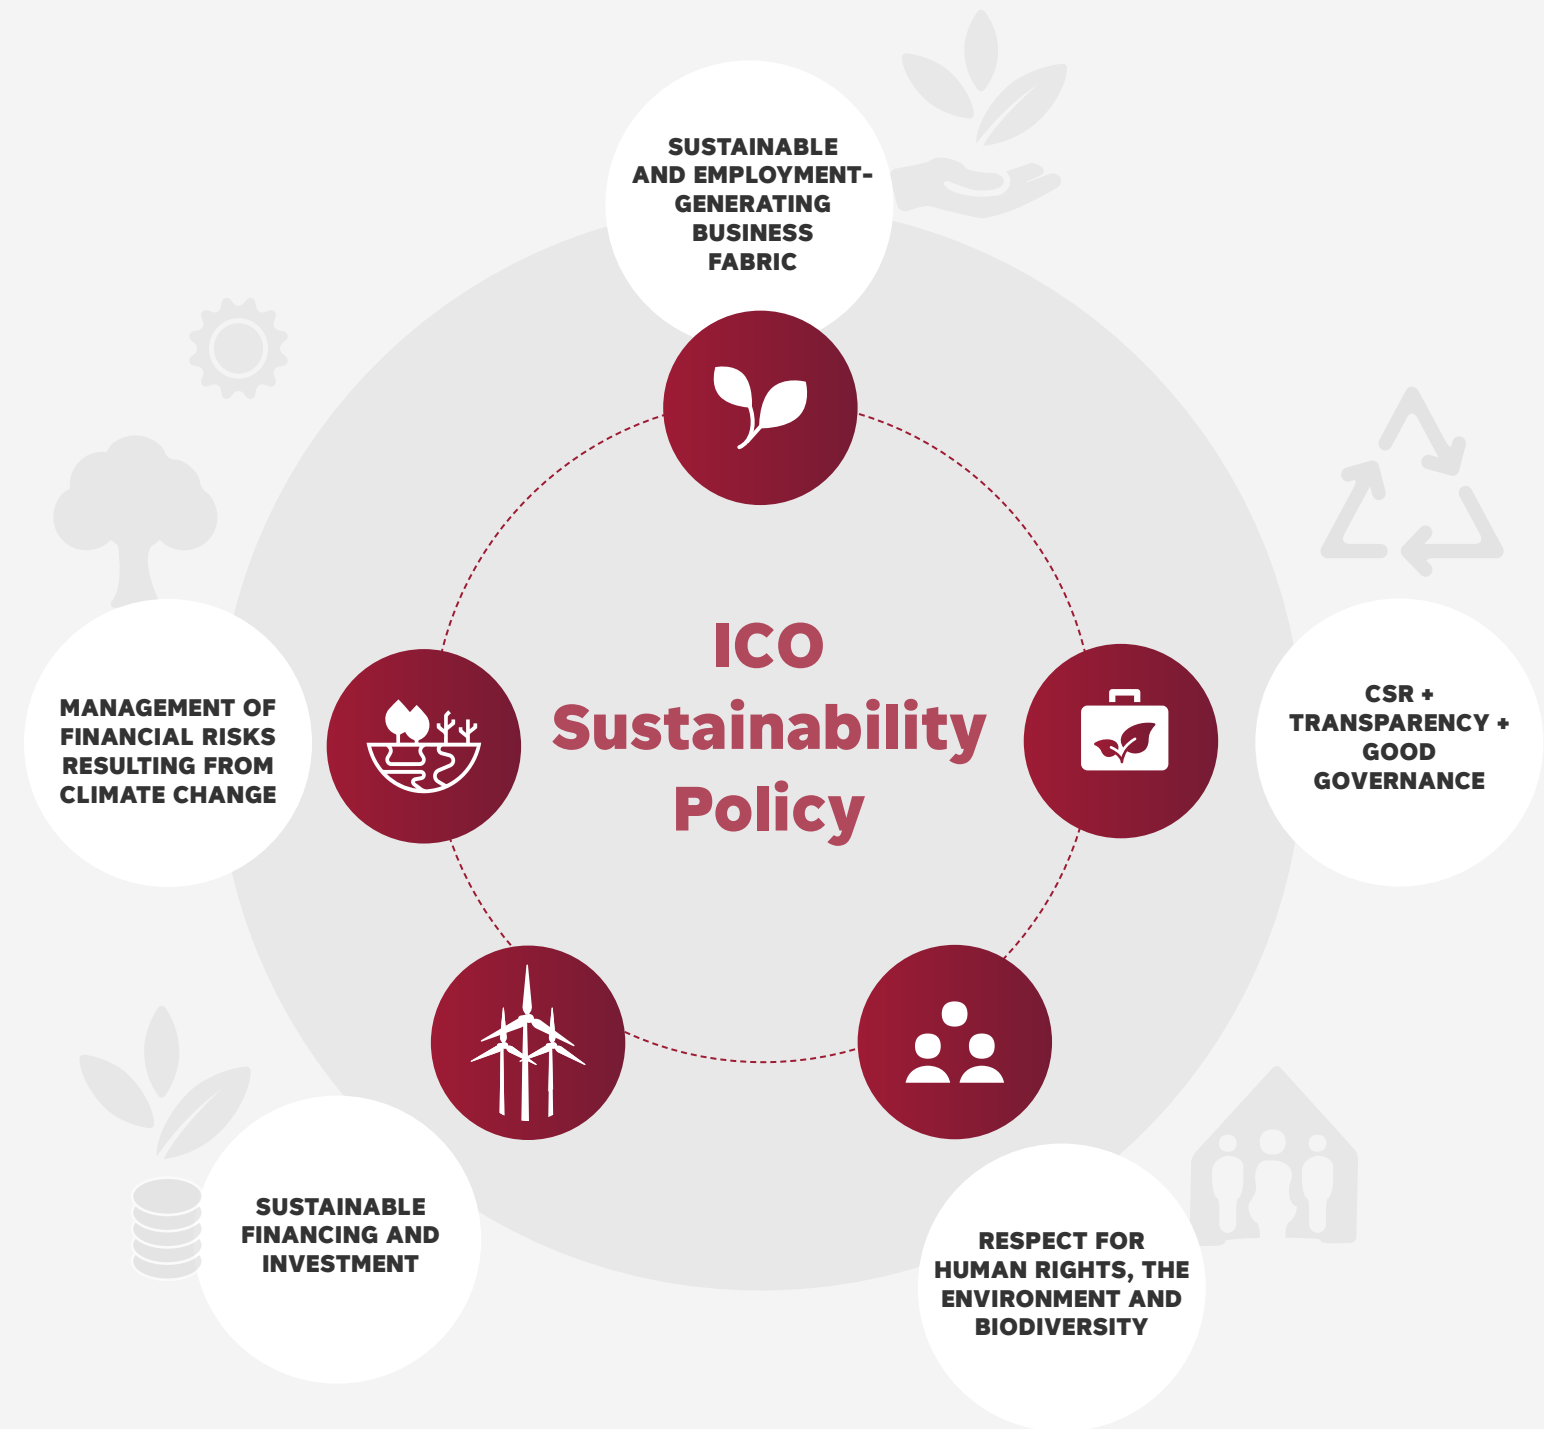 SUSTAINABLE
AND EMPLOYMENT-
GENERATING
BUSINESS
FABRIC
ICO
Sustainability
Policy
MANAGEMENT OF
FINANCIAL RISKS
RESULTING FROM
CLIMATE CHANGE
CSR +
TRANSPARENCY +
GOOD
GOVERNANCE
SUSTAINABLE
FINANCING AND
INVESTMENT
RESPECT FOR
HUMAN RIGHTS, THE
ENVIRONMENT AND
BIODIVERSITY